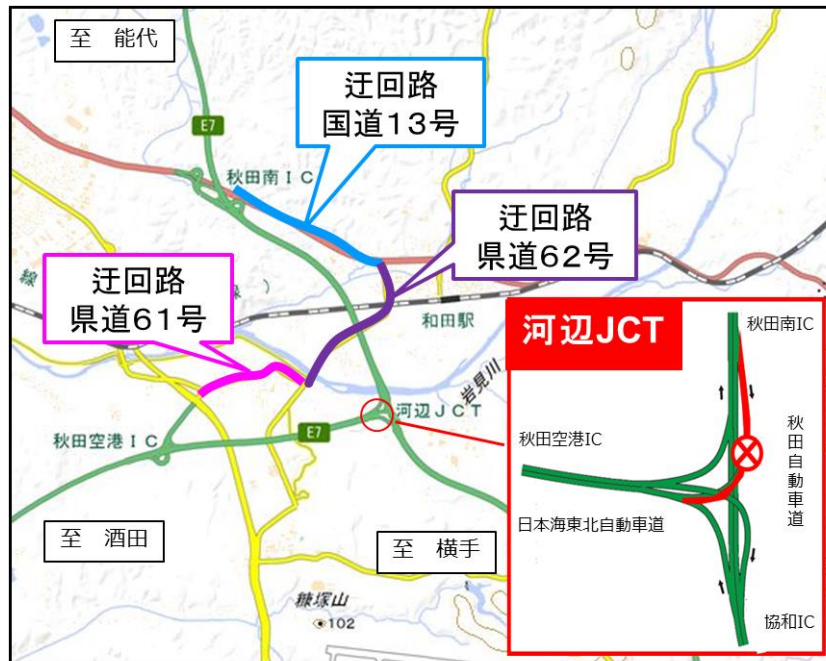 至 能代
迂回路
国道13号
E7
秋田南IC
迂回路
県道62号
迂回路
県道61号
線
線)
和田駅
岩見川
河辺JCT
E7
秋田空港IC
至 酒田
至 横手
糠塚山
102
河辺JCT
秋田南IC
秋田空港IC
秋田自動車道
日本海東北自動車道
協和IC